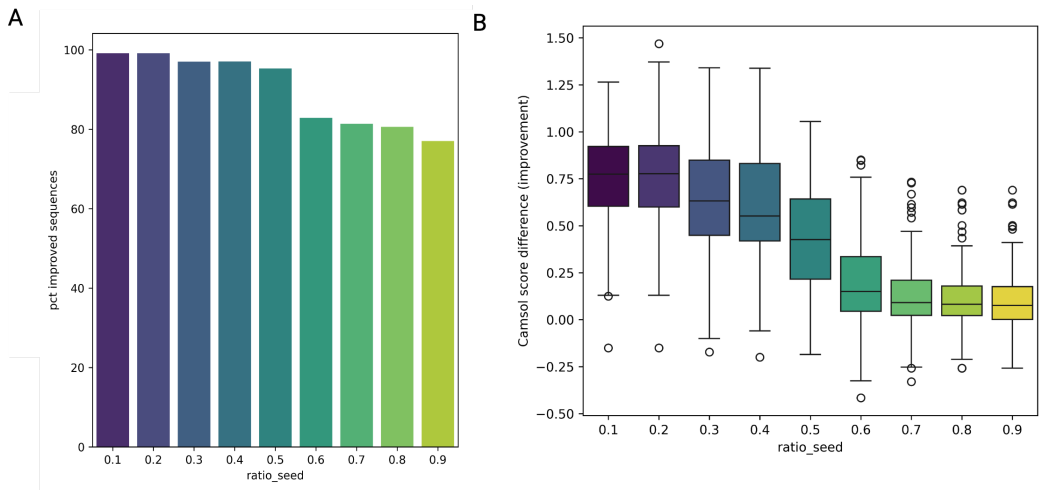 A
100
80
60
40
20
0
pct improved sequences
0.1 0.2 0.3 0.4 0.5 0.6 0.7 0.8 0.9
ratio_seed
B
1.50
1.25
1.00
0.75
0.50
0.25
0.00
−0.25
−0.50
Camsol score difference (improvement)
0.1 0.2 0.3 0.4 0.5 0.6 0.7 0.8 0.9
ratio_seed